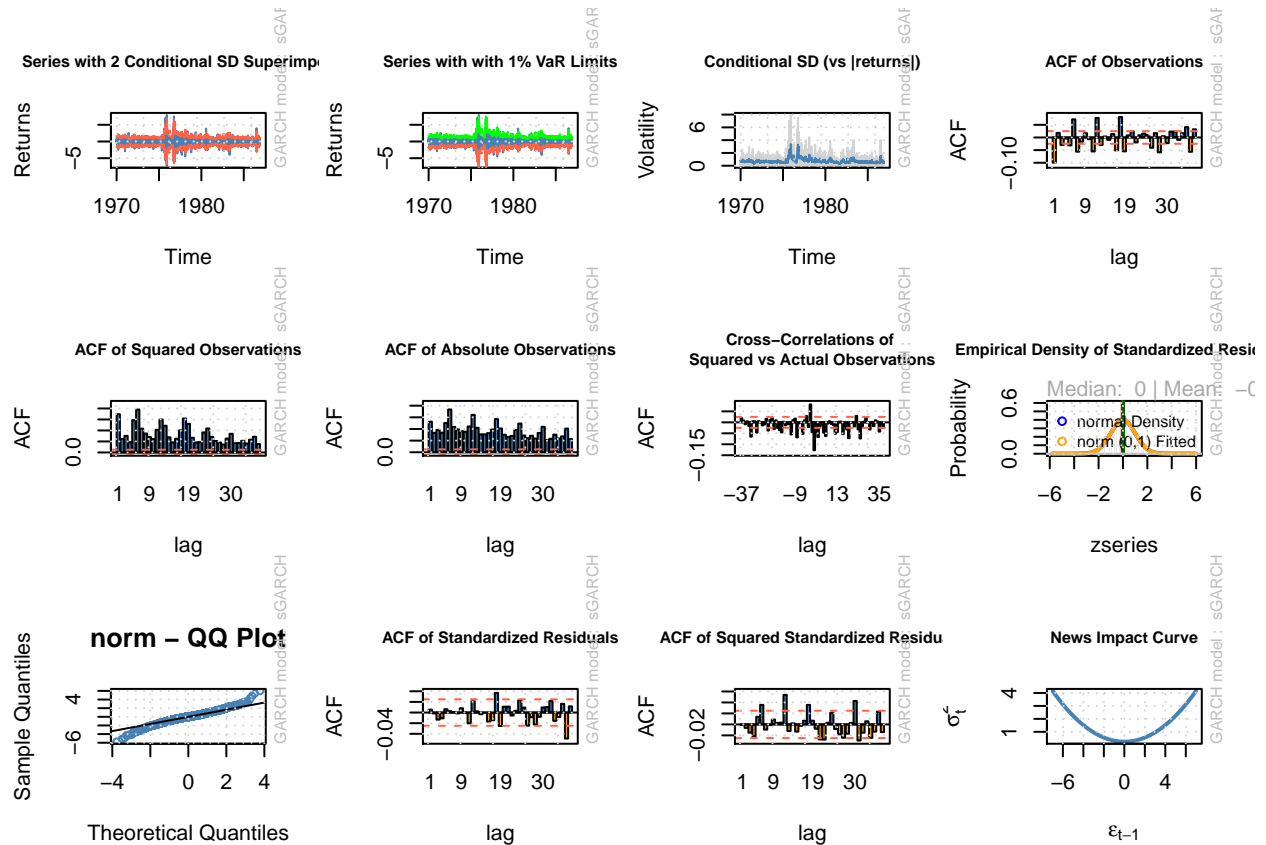 Series with 2 Conditional SD Superimp
Returns
−5
1970 1980
Time
GARCH model : sGAR
Series with with 1% VaR Limits
Returns
−5
1970 1980
Time
GARCH model : sGAR
Conditional SD (vs |returns|)
Volatility
0 6
1970 1980
Time
GARCH model : sGAR
ACF of Observations
ACF
−0.10
1 9 19 30
lag
GARCH model : sGAR
ACF of Squared Observations
ACF
0.0
1 9 19 30
lag
GARCH model : sGARCH
ACF of Absolute Observations
ACF
0.0
1 9 19 30
lag
GARCH model : sGARCH
Cross−Correlations of
Squared vs Actual Observations
ACF
−0.15
−37 −9 13 35
lag
GARCH model : sGARCH
Empirical Density of Standardized Resid
Median: 0 | Mean: −0
Probability
0.0 0.6
normal Density
norm (0,1) Fitted
−6 −2 2 6
zseries
GARCH model : sGARCH
norm − QQ Plot
Sample Quantiles
−6 4
−4 0 2 4
Theoretical Quantiles
GARCH model : sGARCH
ACF of Standardized Residuals
ACF
−0.04
1 9 19 30
lag
GARCH model : sGARCH
ACF of Squared Standardized Residu
ACF
−0.02
1 9 19 30
lag
GARCH model : sGARCH
News Impact Curve
1 4
−6 0 4
εt−1
GARCH model : sGARCH